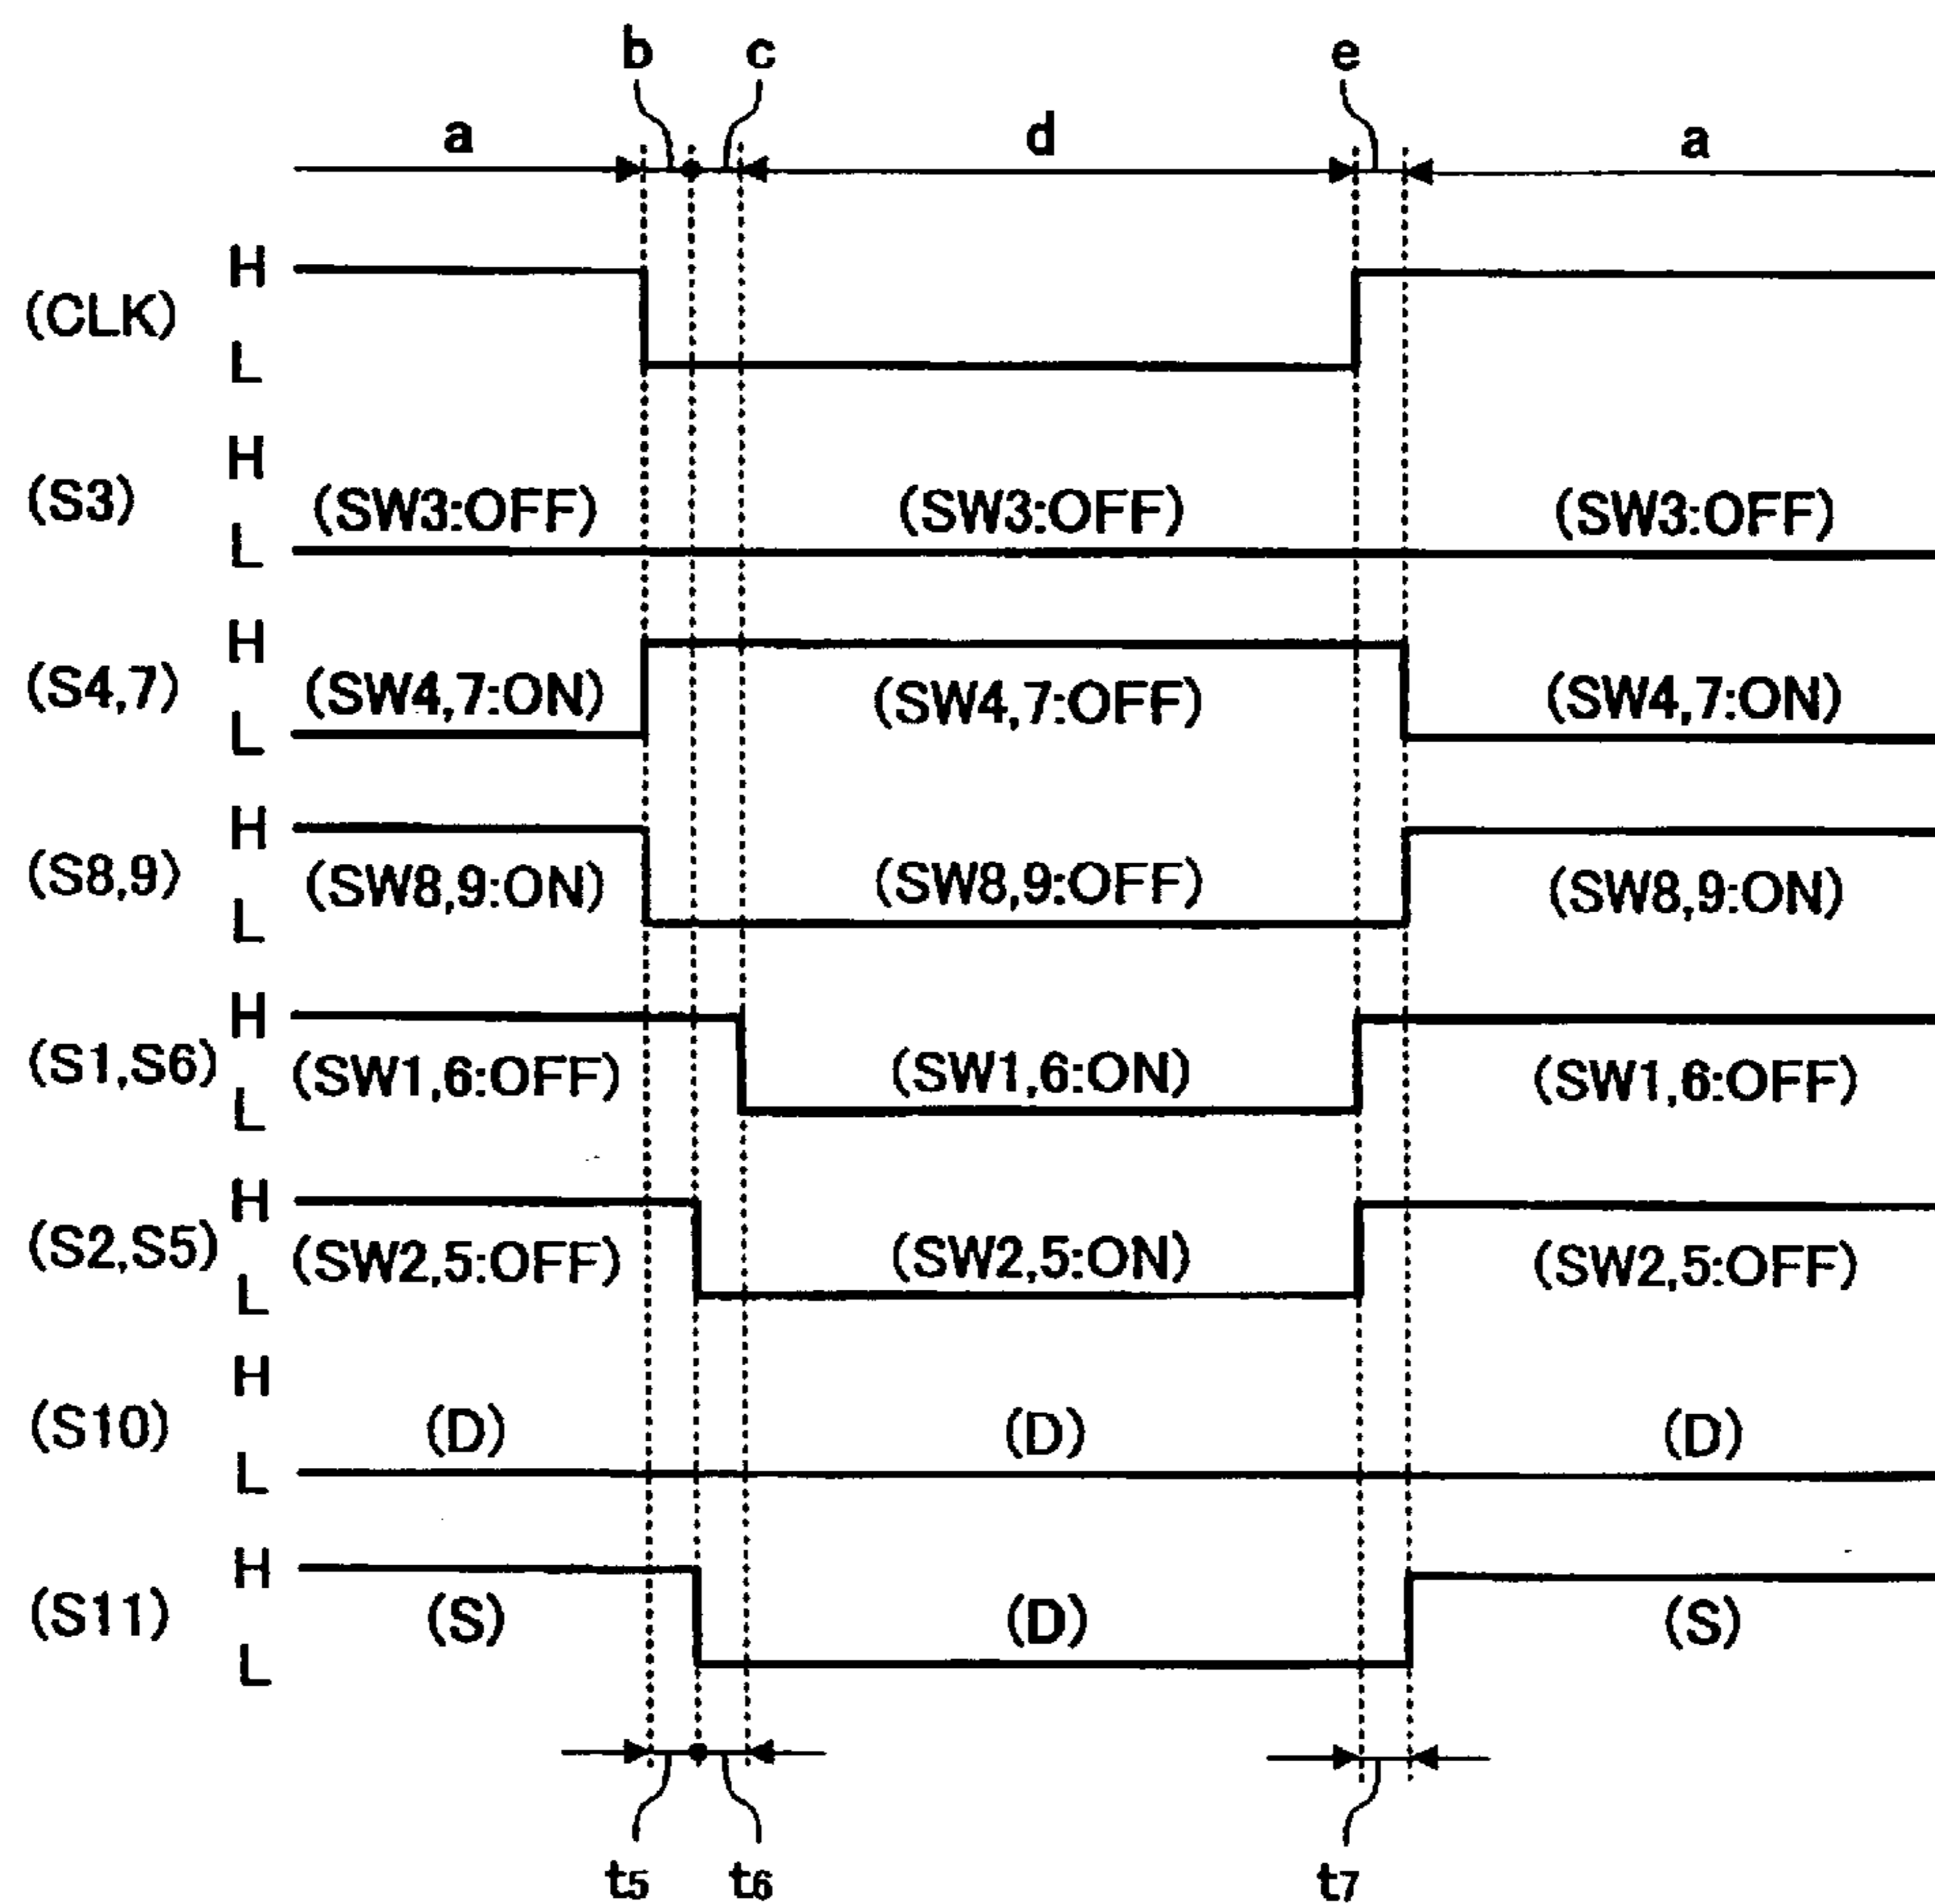 b c e
a d a
H
(CLK)
L
H
(S3) (SW3:OFF) (SW3:OFF) (SW3:OFF)
L
H
(S4,7) (SW4,7:ON) (SW4,7:OFF) (SW4,7:ON)
L
H
(S8,9) (SW8,9:ON) (SW8,9:OFF) (SW8,9:ON)
L
H
(S1,S6) (SW1,6:OFF) (SW1,6:ON) (SW1,6:OFF)
L
H
(S2,S5) (SW2,5:OFF) (SW2,5:ON) (SW2,5:OFF)
L
H
(S10) (D) (D) (D)
L
H
(S11) (S) (D) (S)
L
t5 t6 t7